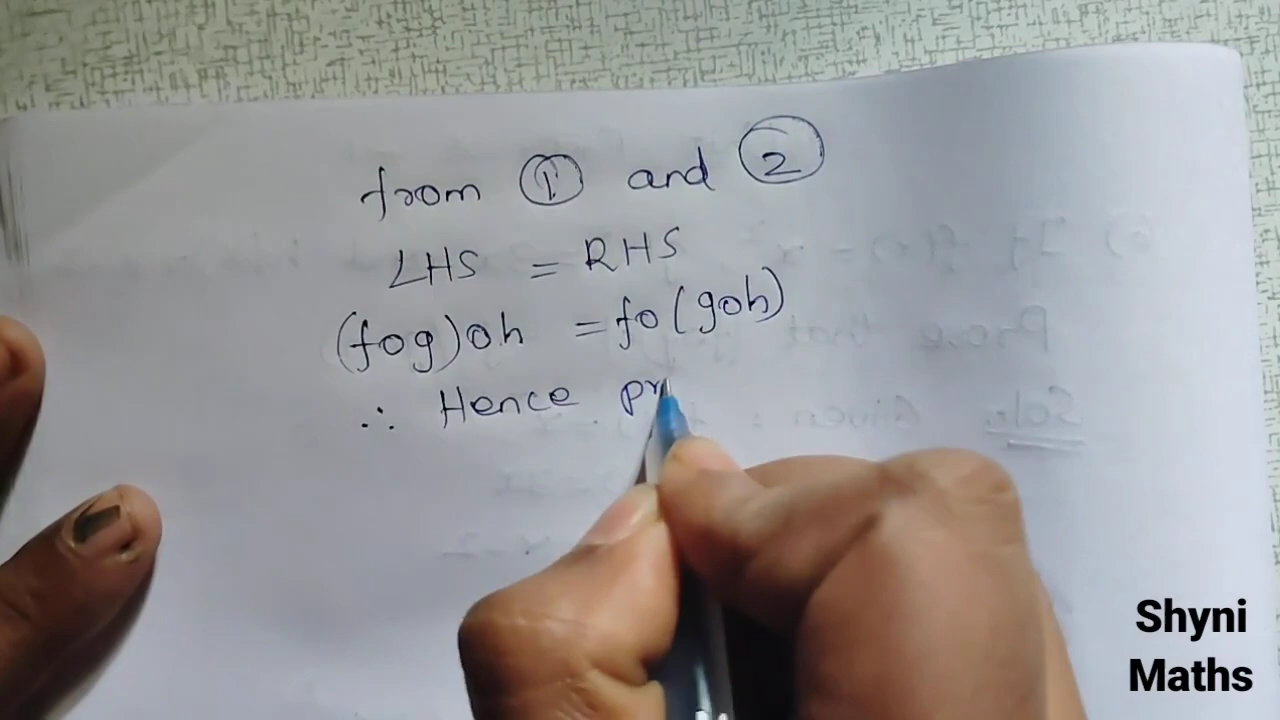 from ① and ②
LHS = RHS
(fog)oh = fo(goh)
∴ Hence pr
Shyni
Maths